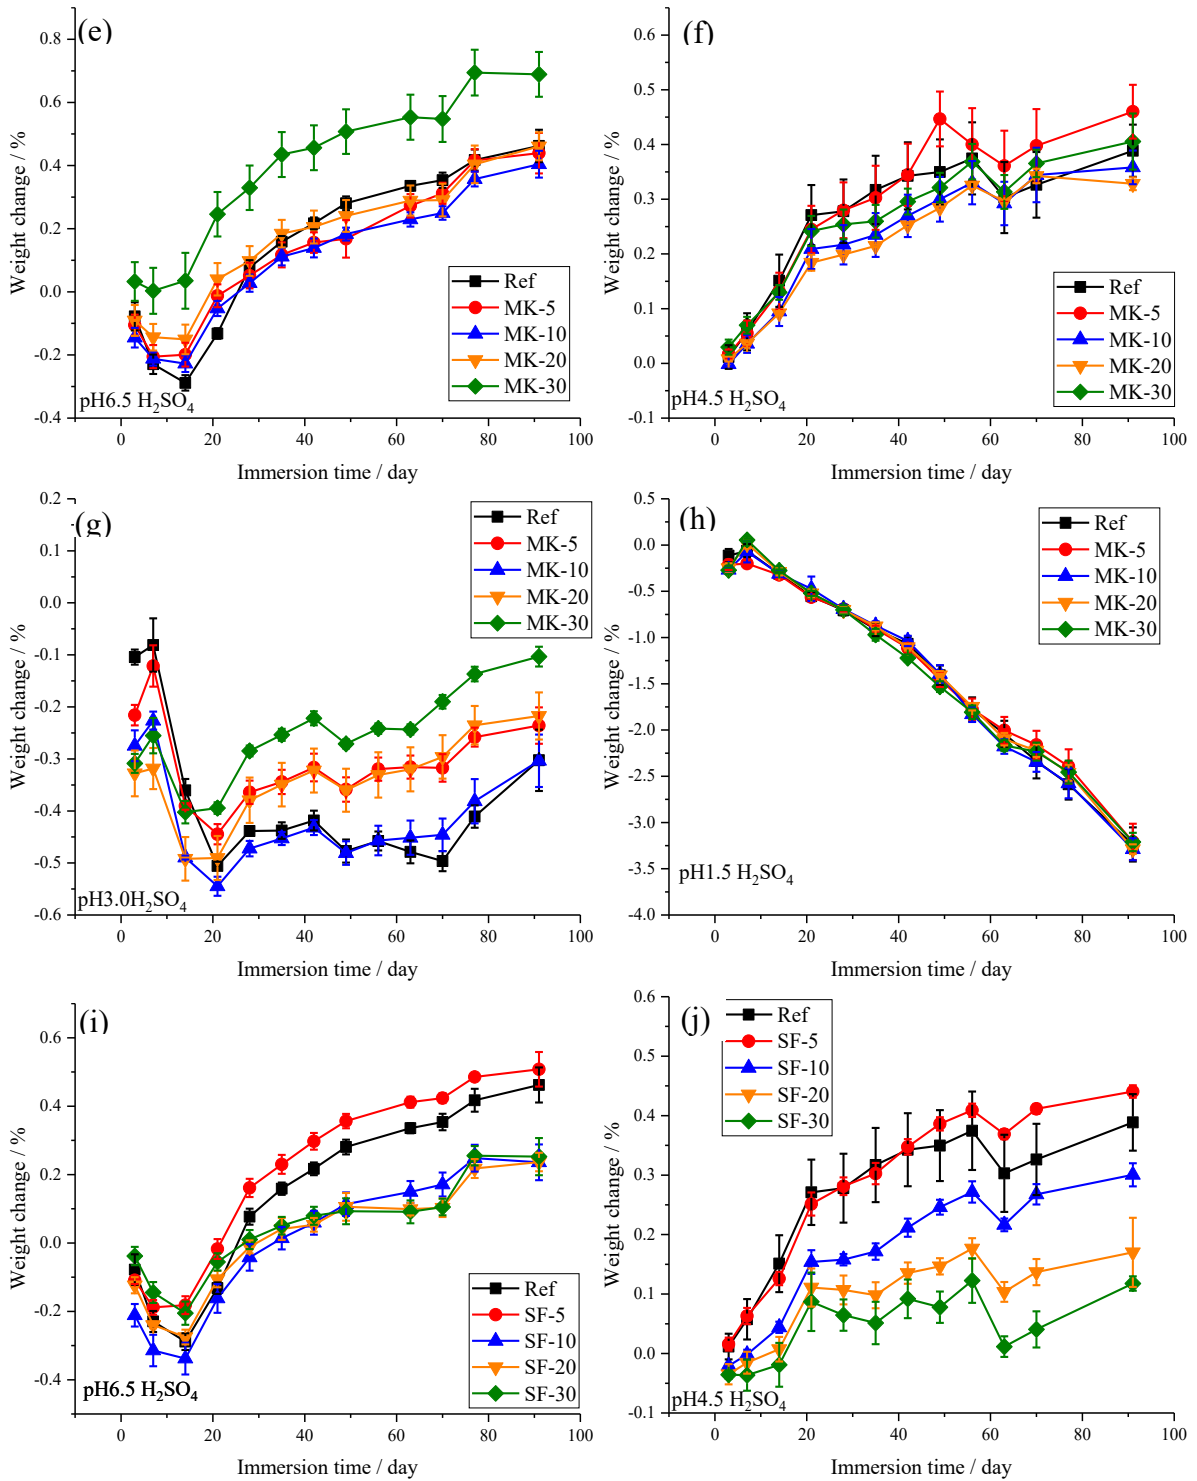 (e)
0.8
0.6
0.4
0.2
0.0
-0.2
-0.4
Weight change / %
Ref
MK-5
MK-10
MK-20
MK-30
pH6.5 H₂SO₄
0 20 40 60 80 100
Immersion time / day
(f)
0.6
0.5
0.4
0.3
0.2
0.1
0.0
-0.1
Weight change / %
Ref
MK-5
MK-10
MK-20
MK-30
pH4.5 H₂SO₄
0 20 40 60 80 100
Immersion time / day
(g)
0.2
0.1
0.0
-0.1
-0.2
-0.3
-0.4
-0.5
-0.6
Weight change / %
Ref
MK-5
MK-10
MK-20
MK-30
pH3.0H₂SO₄
0 20 40 60 80 100
Immersion time / day
(h)
0.5
0.0
-0.5
-1.0
-1.5
-2.0
-2.5
-3.0
-3.5
-4.0
Weight change / %
Ref
MK-5
MK-10
MK-20
MK-30
pH1.5 H₂SO₄
0 20 40 60 80 100
Immersion time / day
(i)
0.6
0.4
0.2
0.0
-0.2
-0.4
Weight change / %
Ref
SF-5
SF-10
SF-20
SF-30
pH6.5 H₂SO₄
0 20 40 60 80 100
Immersion time / day
(j)
0.6
0.5
0.4
0.3
0.2
0.1
0.0
-0.1
Weight change / %
Ref
SF-5
SF-10
SF-20
SF-30
pH4.5 H₂SO₄
0 20 40 60 80 100
Immersion time / day